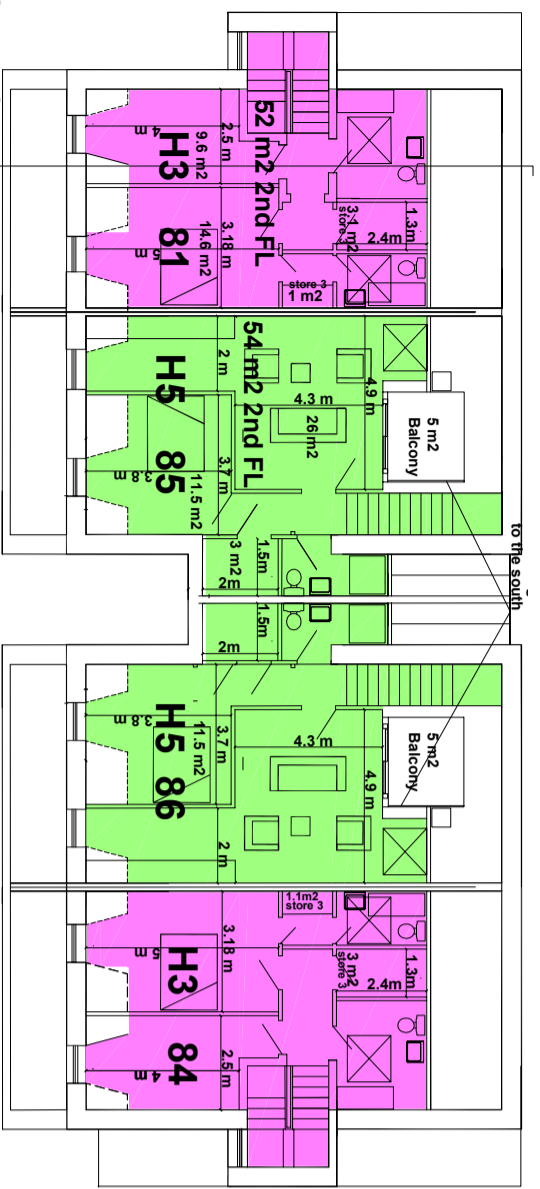 52 m2 2nd FL
2.5 m
4 m
9.6 m2
H3
81
3.18 m
14.6 m2
5 m
3.1 m2
store 3
1.3m
2.4m
store 3
1 m2
54 m2 2nd FL
2 m
H5
85
4.3 m
26 m2
4.9 m
5 m2
Balcony
3.7 m
11.5 m2
3.8 m
to the south
3 m2
1.5m
2m
1.5m
2m
H5
86
3.8 m
11.5 m2
3.7 m
4.3 m
4.9 m
5 m2
Balcony
2 m
1.1m2
store 3
3.18 m
5 m
H3
84
3 m2
store 3
1.3m
2.4m
2.5 m
4 m